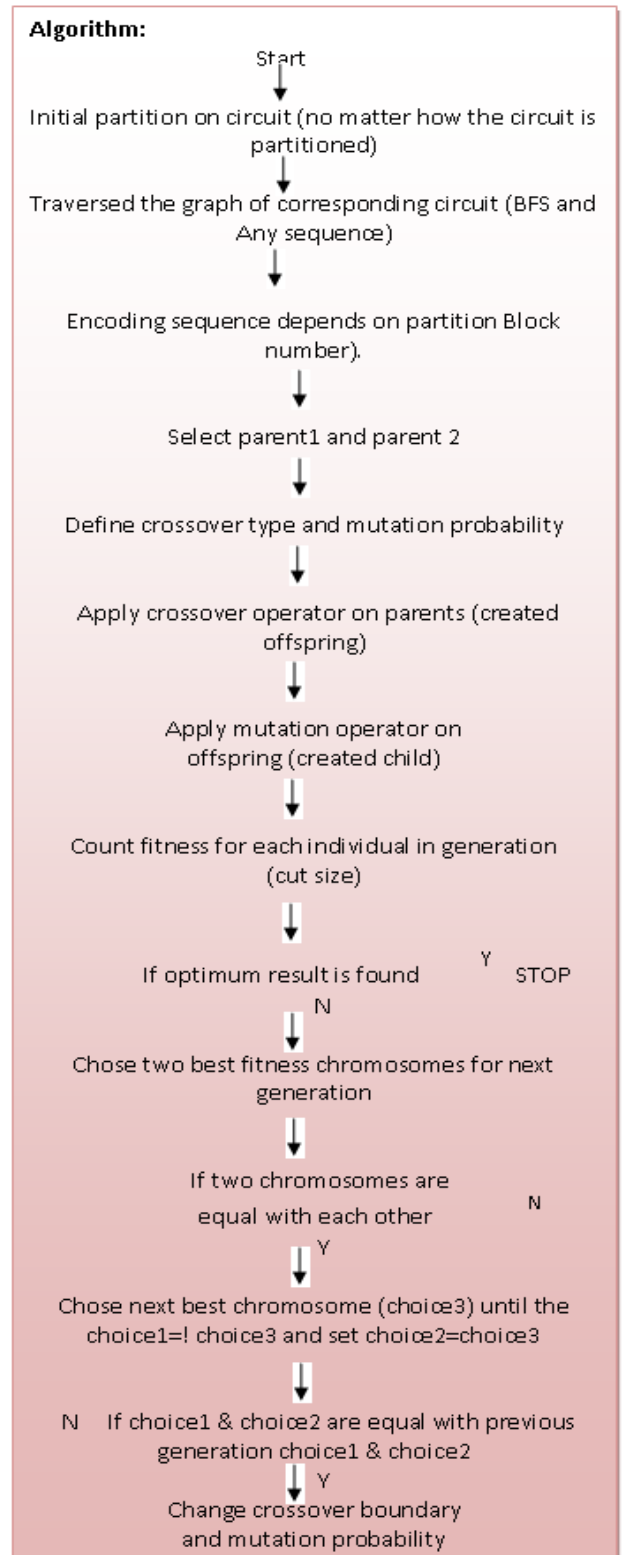 Algorithm:
Start
Initial partition on circuit (no matter how the circuit is
partitioned)
Traversed the graph of corresponding circuit (BFS and
Any sequence)
Encoding sequence depends on partition Block
number).
Select parent1 and parent 2
Define crossover type and mutation probability
Apply crossover operator on parents (created
offspring)
Apply mutation operator on
offspring (created child)
Count fitness for each individual in generation
(cut size)
Y
If optimum result is found STOP
N
Chose two best fitness chromosomes for next
generation
If two chromosomes are
N
equal with each other
Y
Chose next best chromosome (choice3) until the
choice1=! choice3 and set choice2=choice3
N If choice1 & choice2 are equal with previous
generation choice1 & choice2
Y
Change crossover boundary
and mutation probability